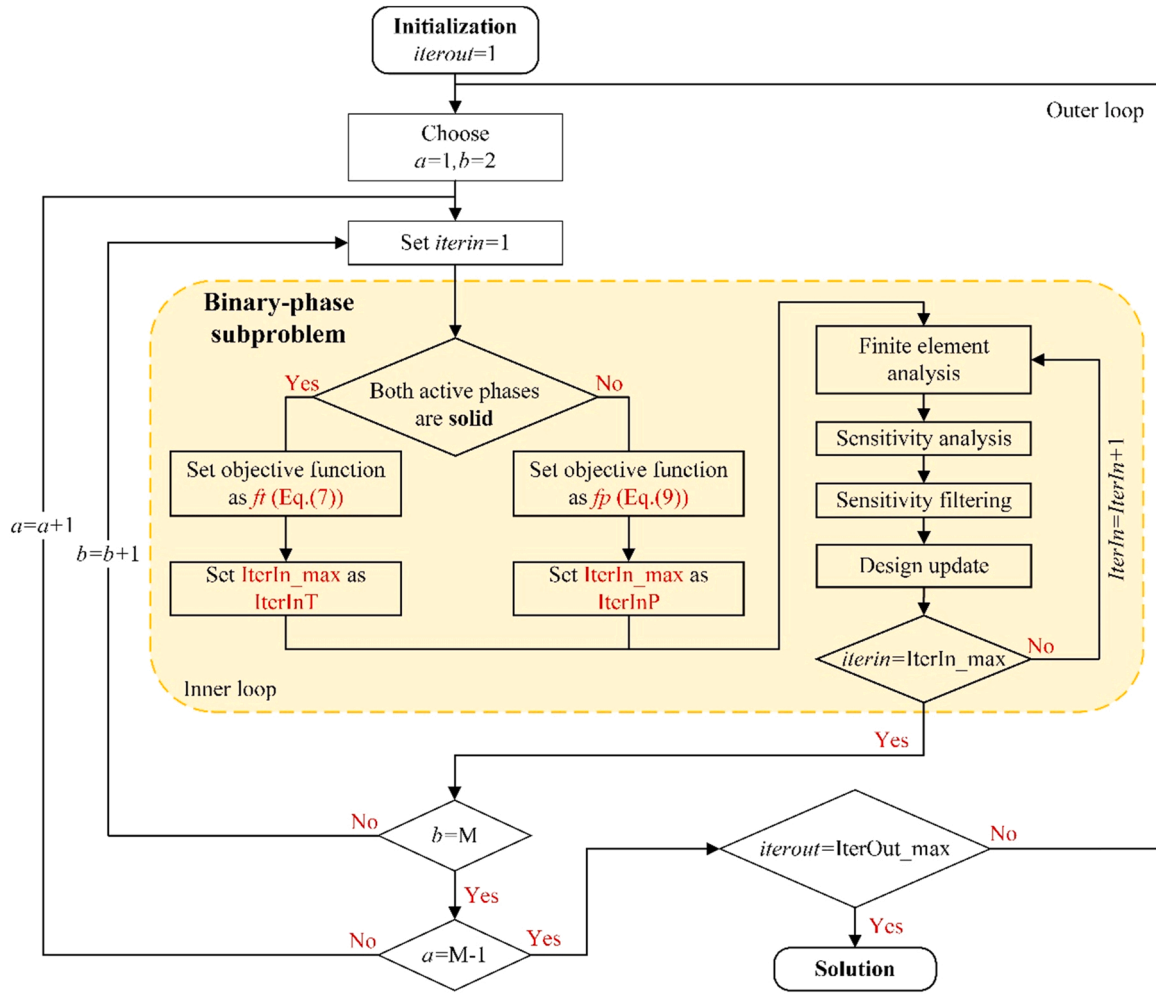 Initialization
iterout=1
Outer loop
Choose
a=1,b=2
Set iterin=1
Binary-phase
subproblem
Both active phases
are solid
Yes
No
Set objective function
as ft (Eq.(7))
Set objective function
as fp (Eq.(9))
Set IterIn_max as
IterInT
Set IterIn_max as
IterInP
Finite element
analysis
Sensitivity analysis
Sensitivity filtering
Design update
iterin=IterIn_max
No
IterIn=IterIn+1
Inner loop
a=a+1
b=b+1
Yes
b=M
No
Yes
a=M-1
No
Yes
iterout=IterOut_max
No
Yes
Solution